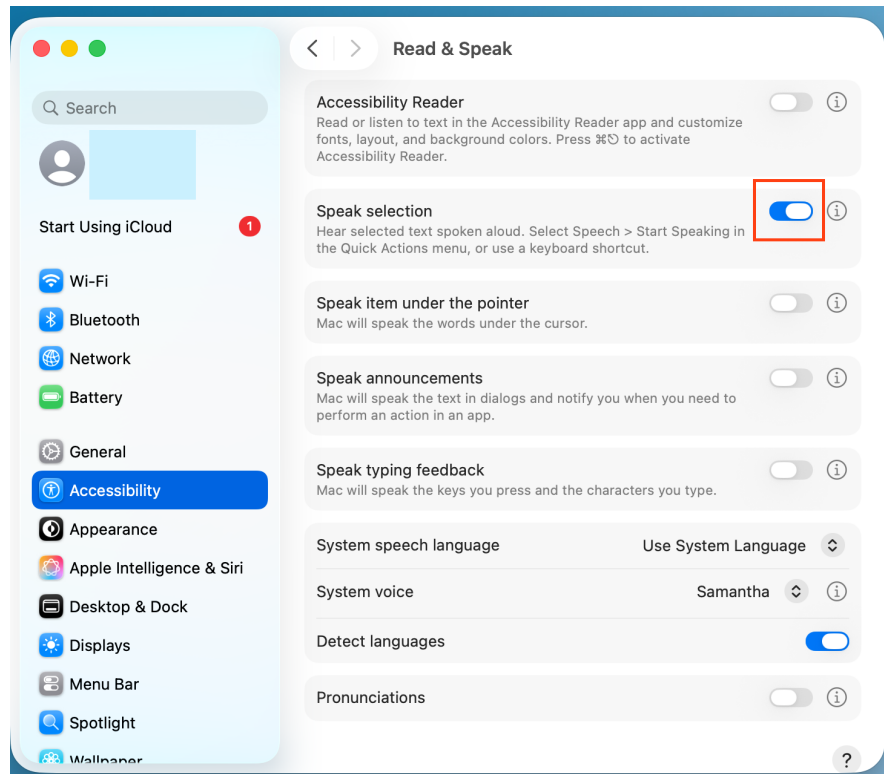 Read & Speak
Search
Start Using iCloud
1
Wi-Fi
Bluetooth
Network
Battery
General
Accessibility
Appearance
Apple Intelligence & Siri
Desktop & Dock
Displays
Menu Bar
Spotlight
Wallpaper
Accessibility Reader
Read or listen to text in the Accessibility Reader app and customize
fonts, layout, and background colors. Press ⌘⎋ to activate
Accessibility Reader.
Speak selection
Hear selected text spoken aloud. Select Speech > Start Speaking in
the Quick Actions menu, or use a keyboard shortcut.
Speak item under the pointer
Mac will speak the words under the cursor.
Speak announcements
Mac will speak the text in dialogs and notify you when you need to
perform an action in an app.
Speak typing feedback
Mac will speak the keys you press and the characters you type.
System speech language
Use System Language
System voice
Samantha
Detect languages
Pronunciations
?